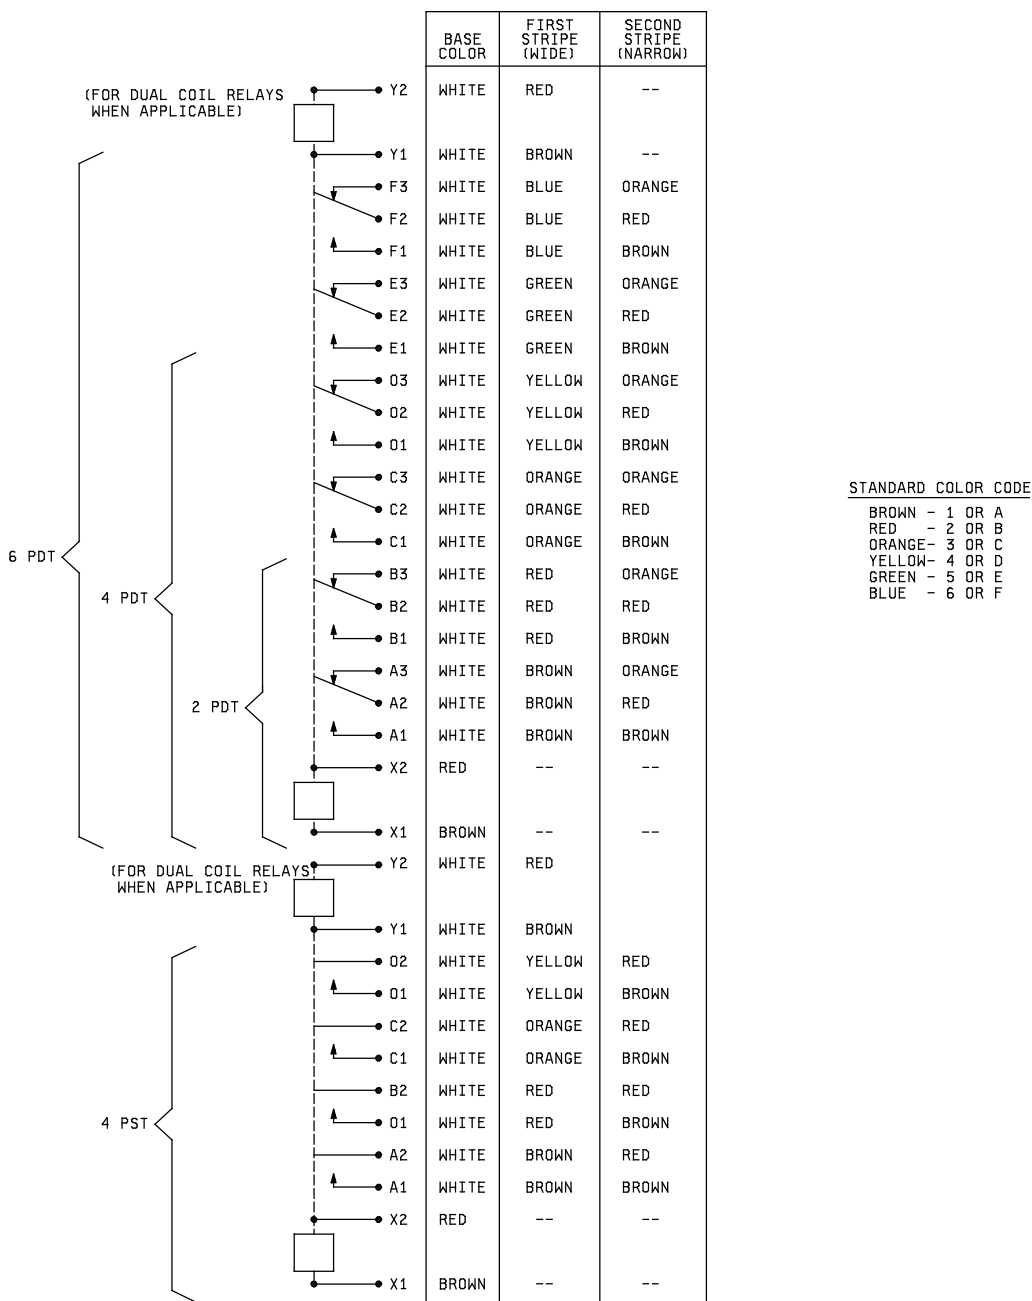 BASE COLOR FIRST STRIPE (WIDE) SECOND STRIPE (NARROW)
(FOR DUAL COIL RELAYS
WHEN APPLICABLE)
Y2 WHITE RED --
Y1 WHITE BROWN --
F3 WHITE BLUE ORANGE
F2 WHITE BLUE RED
F1 WHITE BLUE BROWN
E3 WHITE GREEN ORANGE
E2 WHITE GREEN RED
E1 WHITE GREEN BROWN
O3 WHITE YELLOW ORANGE
O2 WHITE YELLOW RED
O1 WHITE YELLOW BROWN
C3 WHITE ORANGE ORANGE
C2 WHITE ORANGE RED
C1 WHITE ORANGE BROWN
6 PDT
B3 WHITE RED ORANGE
4 PDT
B2 WHITE RED RED
B1 WHITE RED BROWN
A3 WHITE BROWN ORANGE
2 PDT
A2 WHITE BROWN RED
A1 WHITE BROWN BROWN
X2 RED -- --
X1 BROWN -- --
(FOR DUAL COIL RELAYS
WHEN APPLICABLE)
Y2 WHITE RED
Y1 WHITE BROWN
O2 WHITE YELLOW RED
O1 WHITE YELLOW BROWN
C2 WHITE ORANGE RED
C1 WHITE ORANGE BROWN
B2 WHITE RED RED
4 PST
O1 WHITE RED BROWN
A2 WHITE BROWN RED
A1 WHITE BROWN BROWN
X2 RED -- --
X1 BROWN -- --
STANDARD COLOR CODE
BROWN - 1 OR A
RED - 2 OR B
ORANGE- 3 OR C
YELLOW- 4 OR D
GREEN - 5 OR E
BLUE - 6 OR F